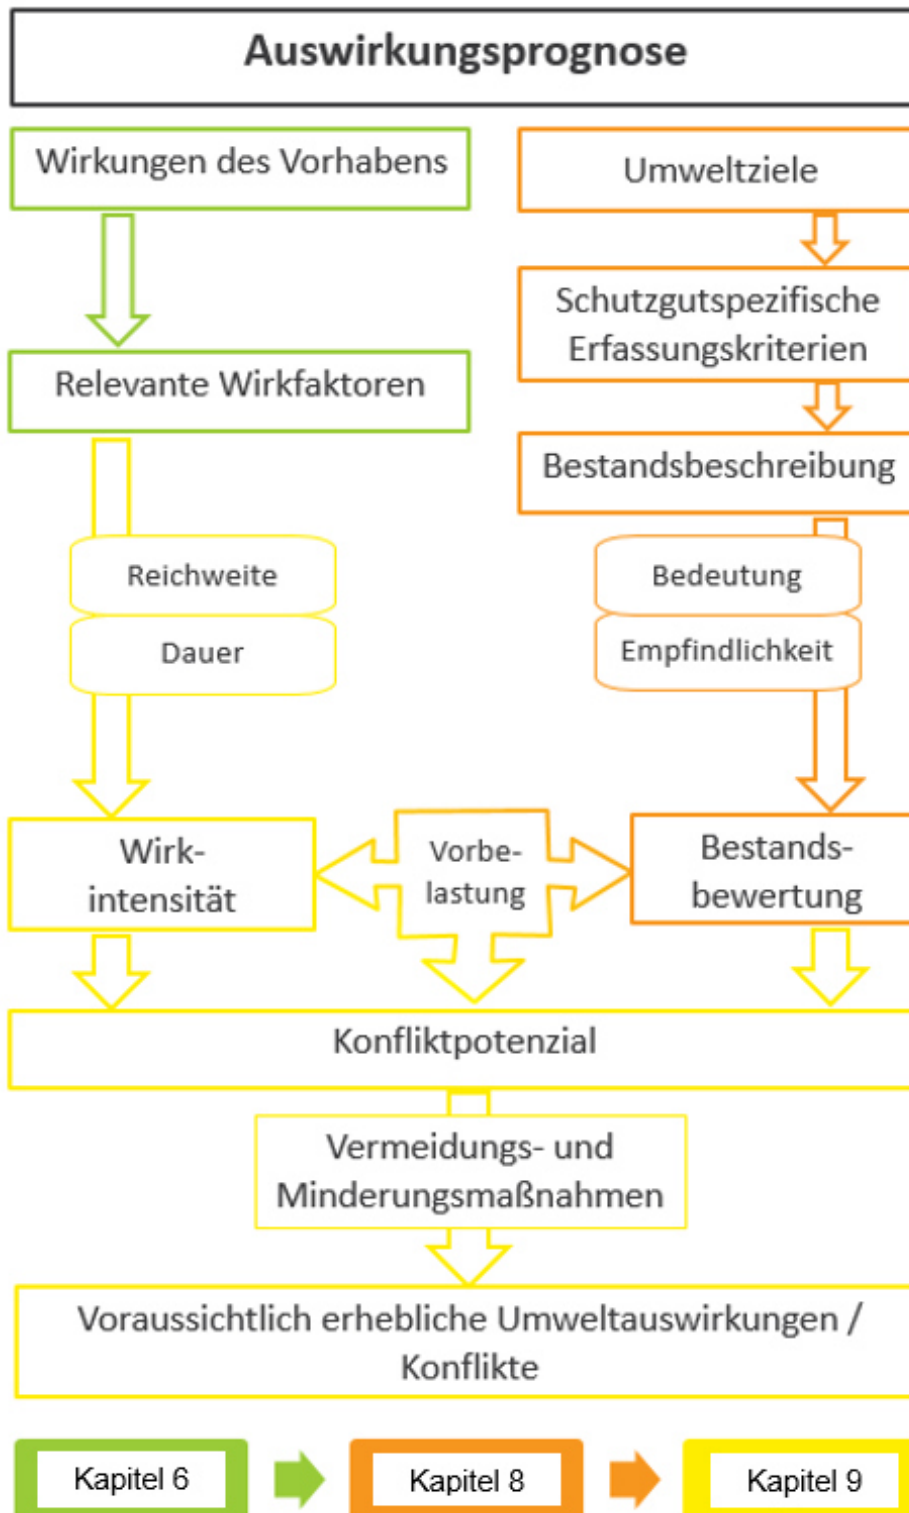 Auswirkungsprognose
Wirkungen des Vorhabens
Relevante Wirkfaktoren
Reichweite
Dauer
Wirk-
intensität
Umweltziele
Schutzgutspezifische
Erfassungskriterien
Bestandsbeschreibung
Bedeutung
Empfindlichkeit
Bestands-
bewertung
Vorbe-
lastung
Konfliktpotenzial
Vermeidungs- und
Minderungsmaßnahmen
Voraussichtlich erhebliche Umweltauswirkungen /
Konflikte
Kapitel 6
Kapitel 8
Kapitel 9